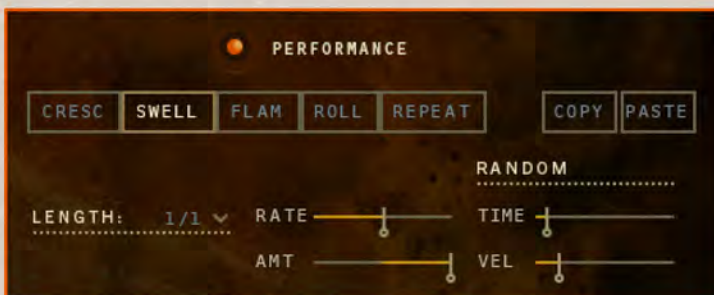 PERFORMANCE
CRESC SWELL FLAM ROLL REPEAT COPY PASTE
RANDOM
LENGTH: 1/1 RATE TIME
AMT VEL